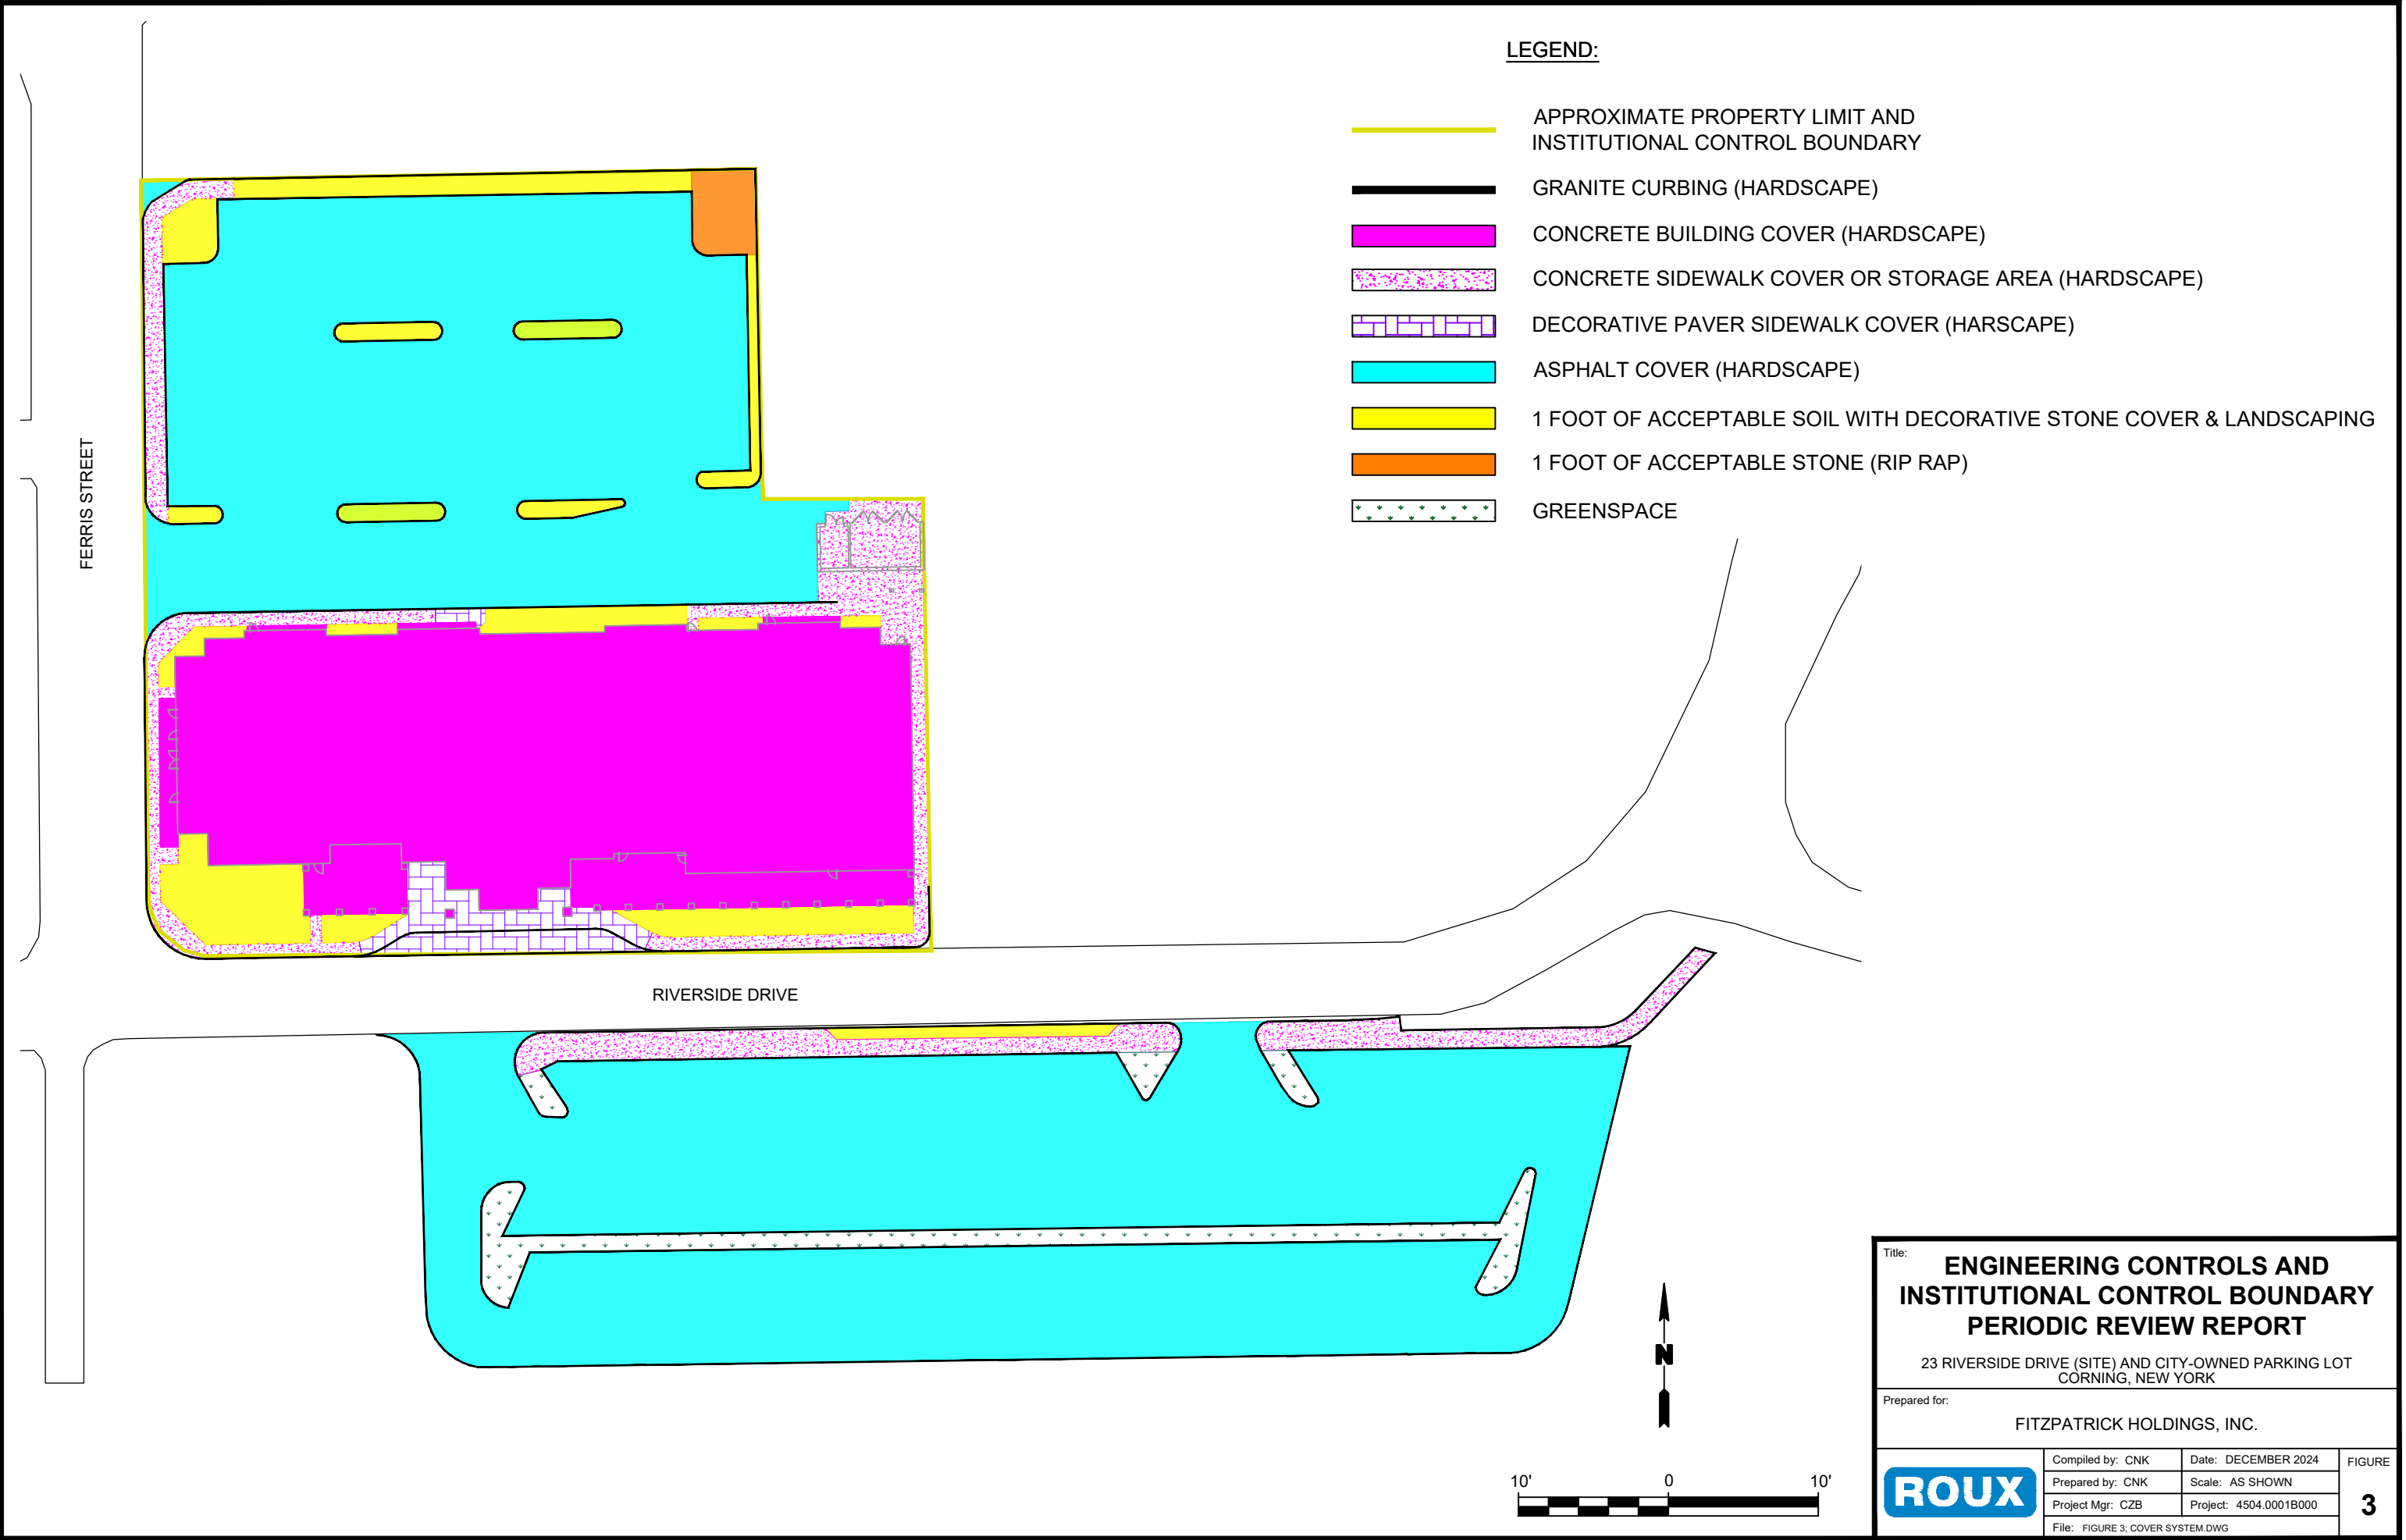 LEGEND:
APPROXIMATE PROPERTY LIMIT AND
INSTITUTIONAL CONTROL BOUNDARY
GRANITE CURBING (HARDSCAPE)
CONCRETE BUILDING COVER (HARDSCAPE)
CONCRETE SIDEWALK COVER OR STORAGE AREA (HARDSCAPE)
DECORATIVE PAVER SIDEWALK COVER (HARSCAPE)
ASPHALT COVER (HARDSCAPE)
1 FOOT OF ACCEPTABLE SOIL WITH DECORATIVE STONE COVER & LANDSCAPING
1 FOOT OF ACCEPTABLE STONE (RIP RAP)
GREENSPACE
FERRIS STREET
RIVERSIDE DRIVE
N
10' 0 10'
Title:
ENGINEERING CONTROLS AND
INSTITUTIONAL CONTROL BOUNDARY
PERIODIC REVIEW REPORT
23 RIVERSIDE DRIVE (SITE) AND CITY-OWNED PARKING LOT
CORNING, NEW YORK
Prepared for:
FITZPATRICK HOLDINGS, INC.
ROUX
Compiled by: CNK
Date: DECEMBER 2024
Prepared by: CNK
Scale: AS SHOWN
Project Mgr: CZB
Project: 4504.0001B000
File: FIGURE 3; COVER SYSTEM.DWG
FIGURE
3